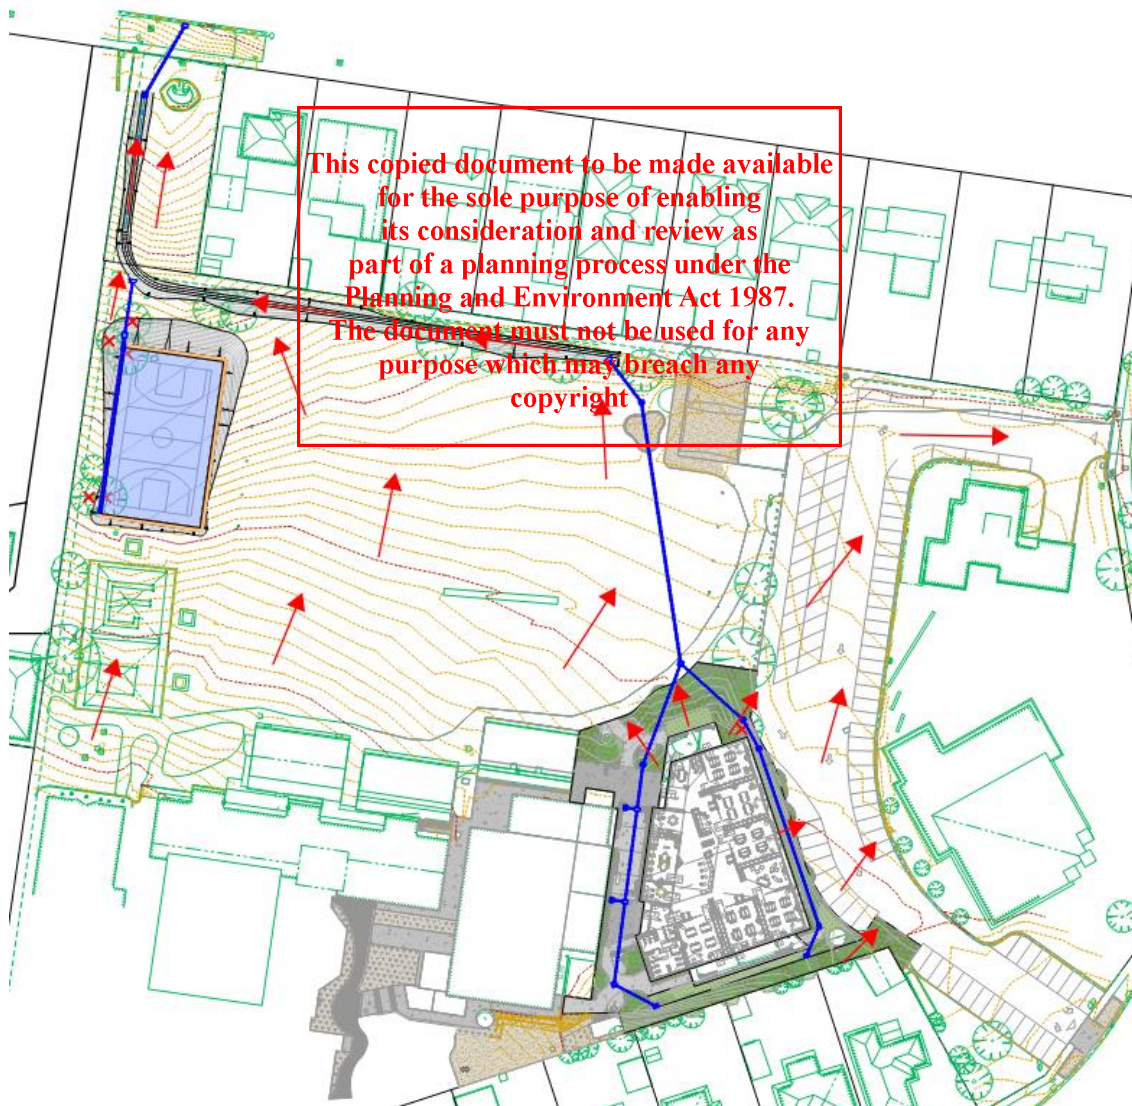 This copied document to be made available
for the sole purpose of enabling
its consideration and review as
part of a planning process under the
Planning and Environment Act 1987.
The document must not be used for any
purpose which may breach any
copyright